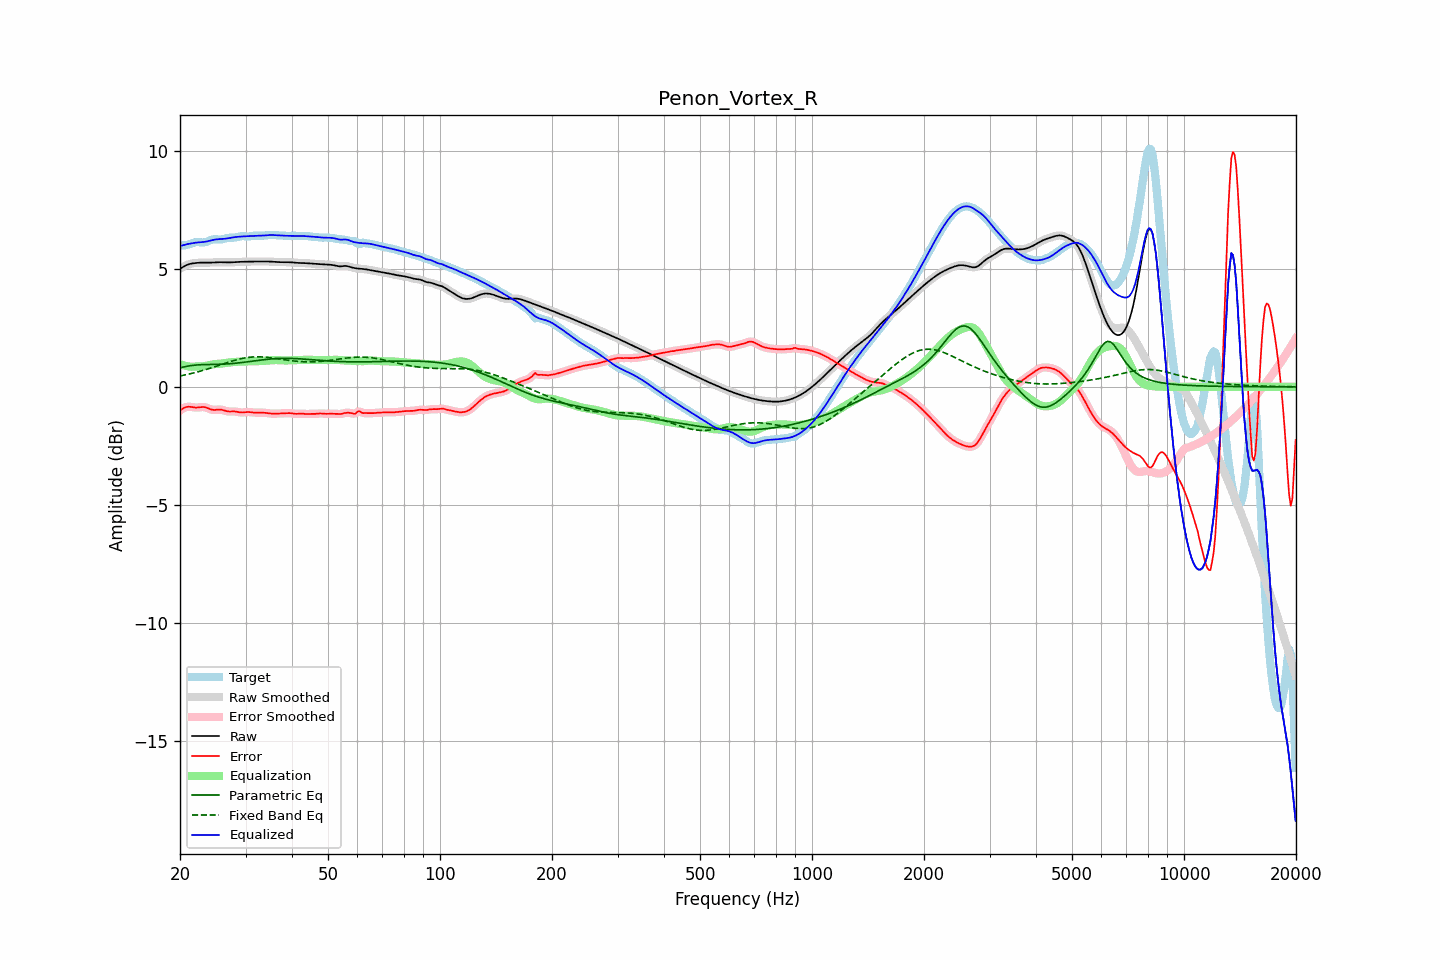 Penon_Vortex_R
Amplitude (dBr)
10
5
0
−5
−10
−15
Target
Raw Smoothed
Error Smoothed
Raw
Error
Equalization
Parametric Eq
Fixed Band Eq
Equalized
20 50 100 200 500 1000 2000 5000 10000 20000
Frequency (Hz)